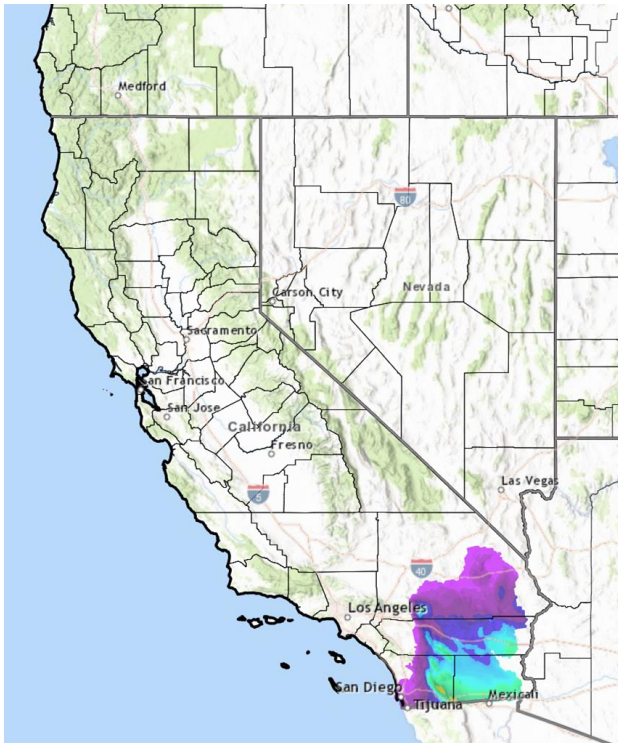 Medford
80
Carson City
Nevada
Sacramento
San Francisco
San Jose
California
Fresno
5
Las Vegas
40
Los Angeles
San Diego
Mexicali
Tijuana